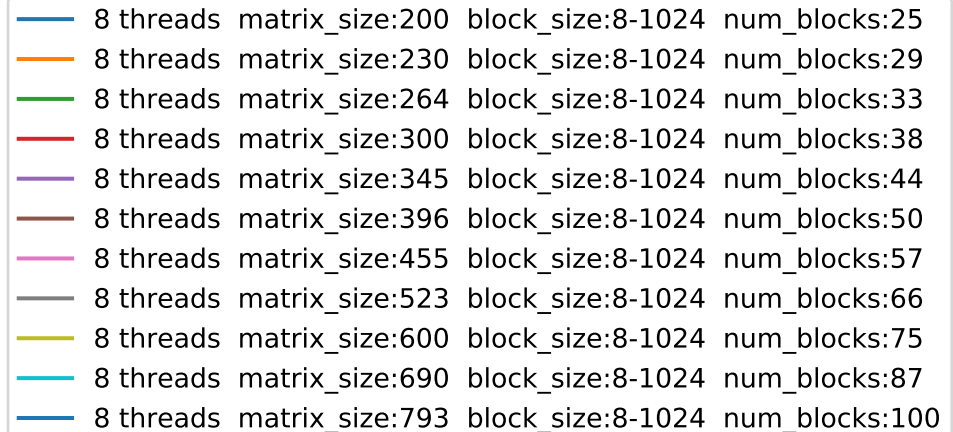 8 threads matrix_size:200 block_size:8-1024 num_blocks:25
8 threads matrix_size:230 block_size:8-1024 num_blocks:29
8 threads matrix_size:264 block_size:8-1024 num_blocks:33
8 threads matrix_size:300 block_size:8-1024 num_blocks:38
8 threads matrix_size:345 block_size:8-1024 num_blocks:44
8 threads matrix_size:396 block_size:8-1024 num_blocks:50
8 threads matrix_size:455 block_size:8-1024 num_blocks:57
8 threads matrix_size:523 block_size:8-1024 num_blocks:66
8 threads matrix_size:600 block_size:8-1024 num_blocks:75
8 threads matrix_size:690 block_size:8-1024 num_blocks:87
8 threads matrix_size:793 block_size:8-1024 num_blocks:100